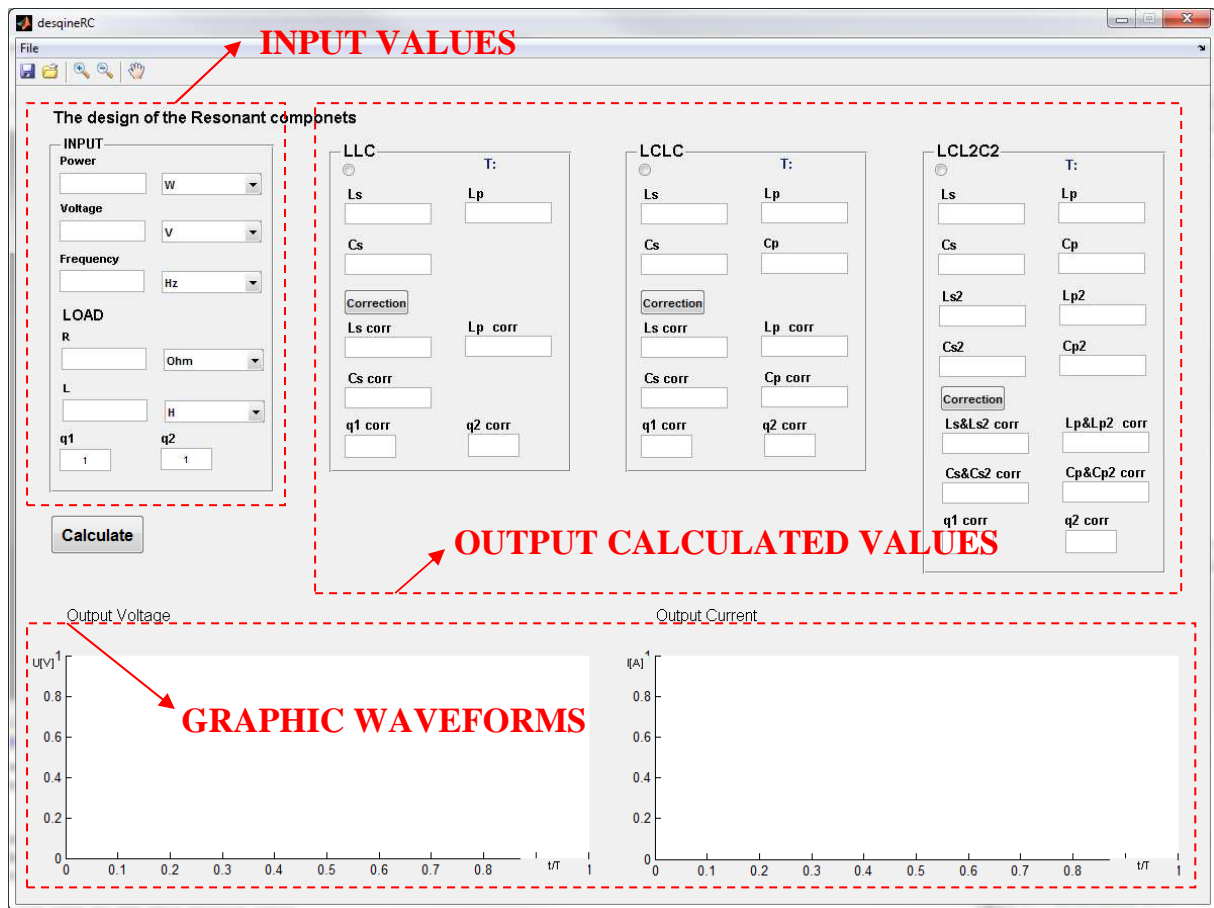 desqineRC
File
INPUT VALUES
The design of the Resonant componets
INPUT
Power
W
Voltage
V
Frequency
Hz
LOAD
R
Ohm
L
H
q1 q2
1 1
Calculate
LLC
T:
Ls Lp
Cs
Correction
Ls corr Lp corr
Cs corr
q1 corr q2 corr
LCLC
T:
Ls Lp
Cs Cp
Correction
Ls corr Lp corr
Cs corr Cp corr
q1 corr q2 corr
LCL2C2
T:
Ls Lp
Cs Cp
Ls2 Lp2
Cs2 Cp2
Correction
Ls&Ls2 corr Lp&Lp2 corr
Cs&Cs2 corr Cp&Cp2 corr
q1 corr q2 corr
OUTPUT CALCULATED VALUES
Output Voltage
U[V]
1
0.8
0.6
0.4
0.2
0
0 0.1 0.2 0.3 0.4 0.5 0.6 0.7 0.8 t/T 1
GRAPHIC WAVEFORMS
Output Current
I[A]
1
0.8
0.6
0.4
0.2
0
0 0.1 0.2 0.3 0.4 0.5 0.6 0.7 0.8 t/T 1